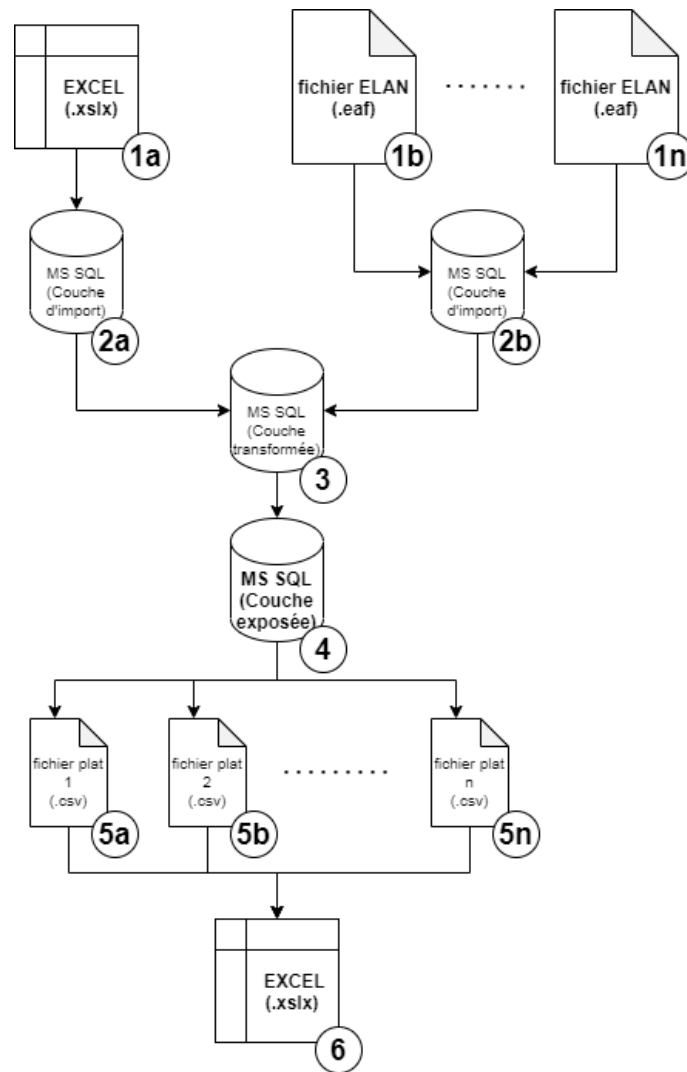 EXCEL
(.xslx)
1a
fichier ELAN
(.eaf)
1b
fichier ELAN
(.eaf)
1n
MS SQL
(Couche
d'import)
2a
MS SQL
(Couche
d'import)
2b
MS SQL
(Couche
transformée)
3
MS SQL
(Couche
exposée)
4
fichier plat
1
(.csv)
5a
fichier plat
2
(.csv)
5b
fichier plat
n
(.csv)
5n
EXCEL
(.xslx)
6